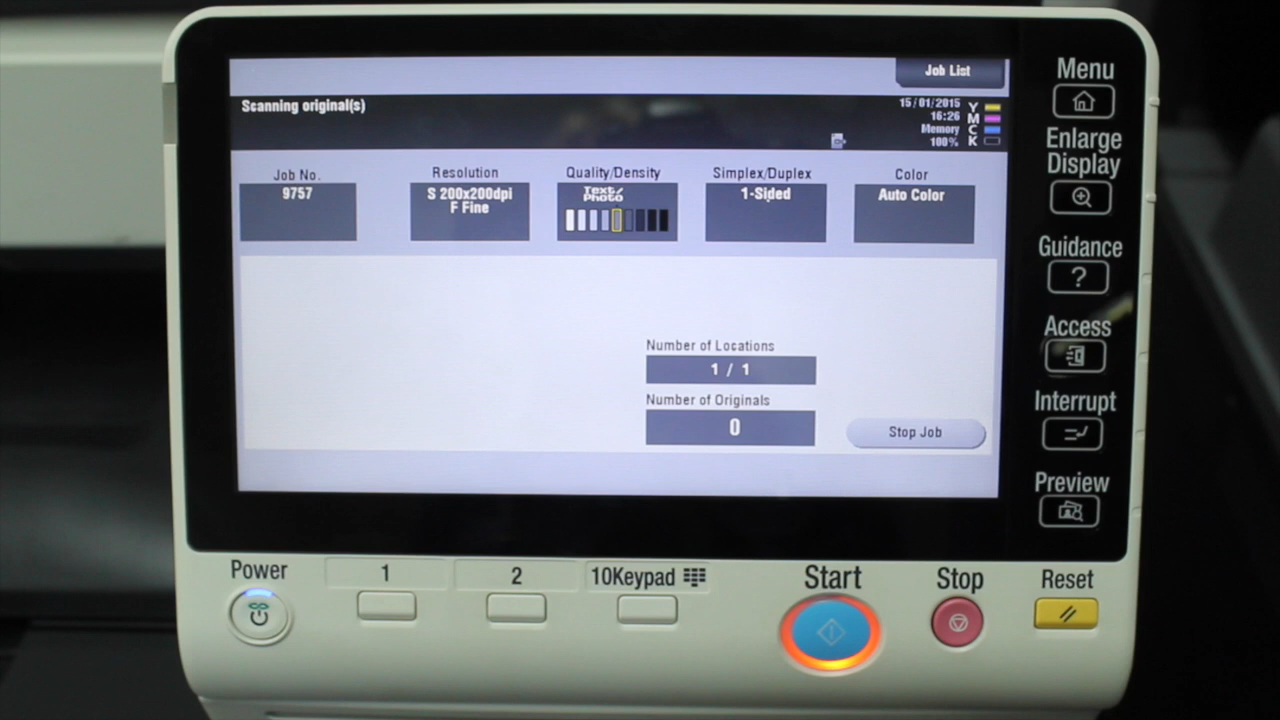 Job List
Scanning original(s)
15/01/2015
16:26
Memory
100%
Y
M
C
K
Job No.
9757
Resolution
S 200x200dpi
F Fine
Quality/Density
Text/
Photo
Simplex/Duplex
1-Sided
Color
Auto Color
Number of Locations
1 / 1
Number of Originals
0
Stop Job
Menu
Enlarge
Display
Guidance
?
Access
Interrupt
Preview
Power
1
2
10Keypad
Start
Stop
Reset